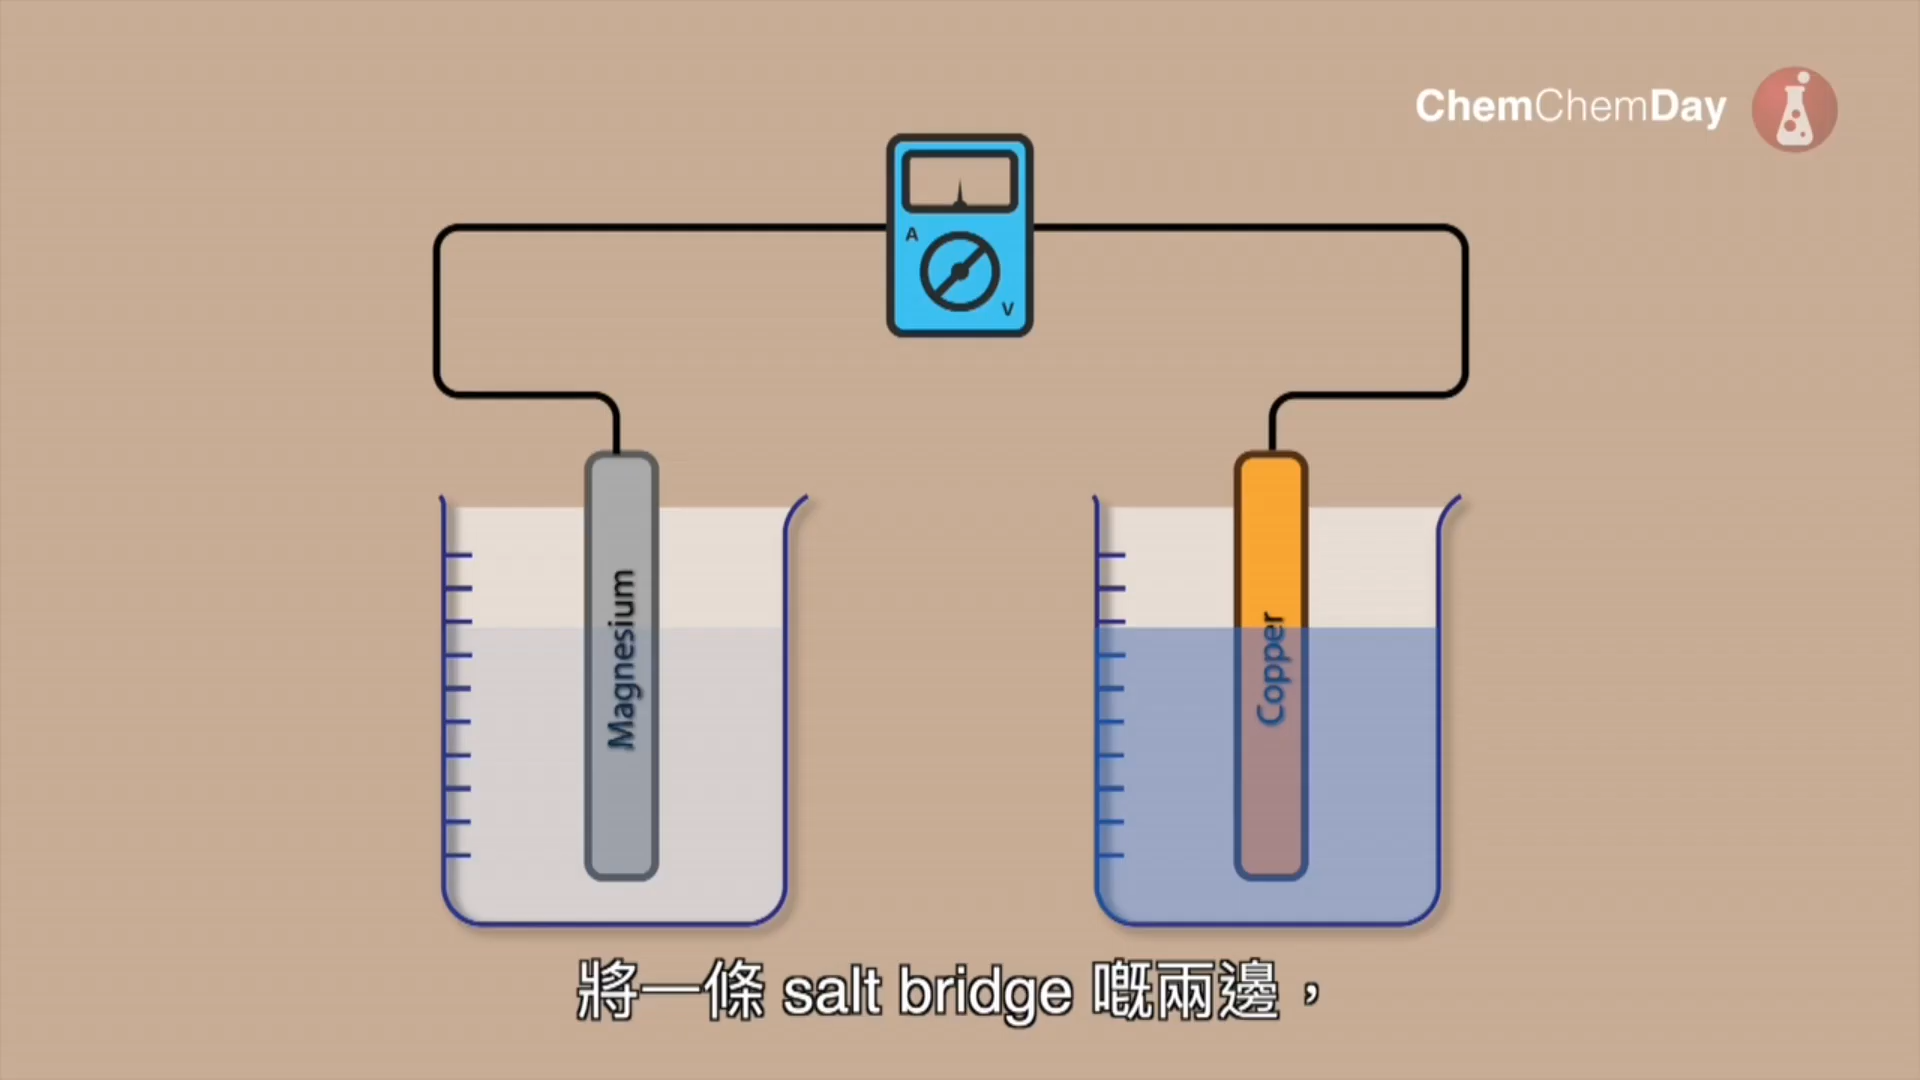 ChemChemDay
A
V
Magnesium
Copper
將一條 salt bridge 嘅兩邊，